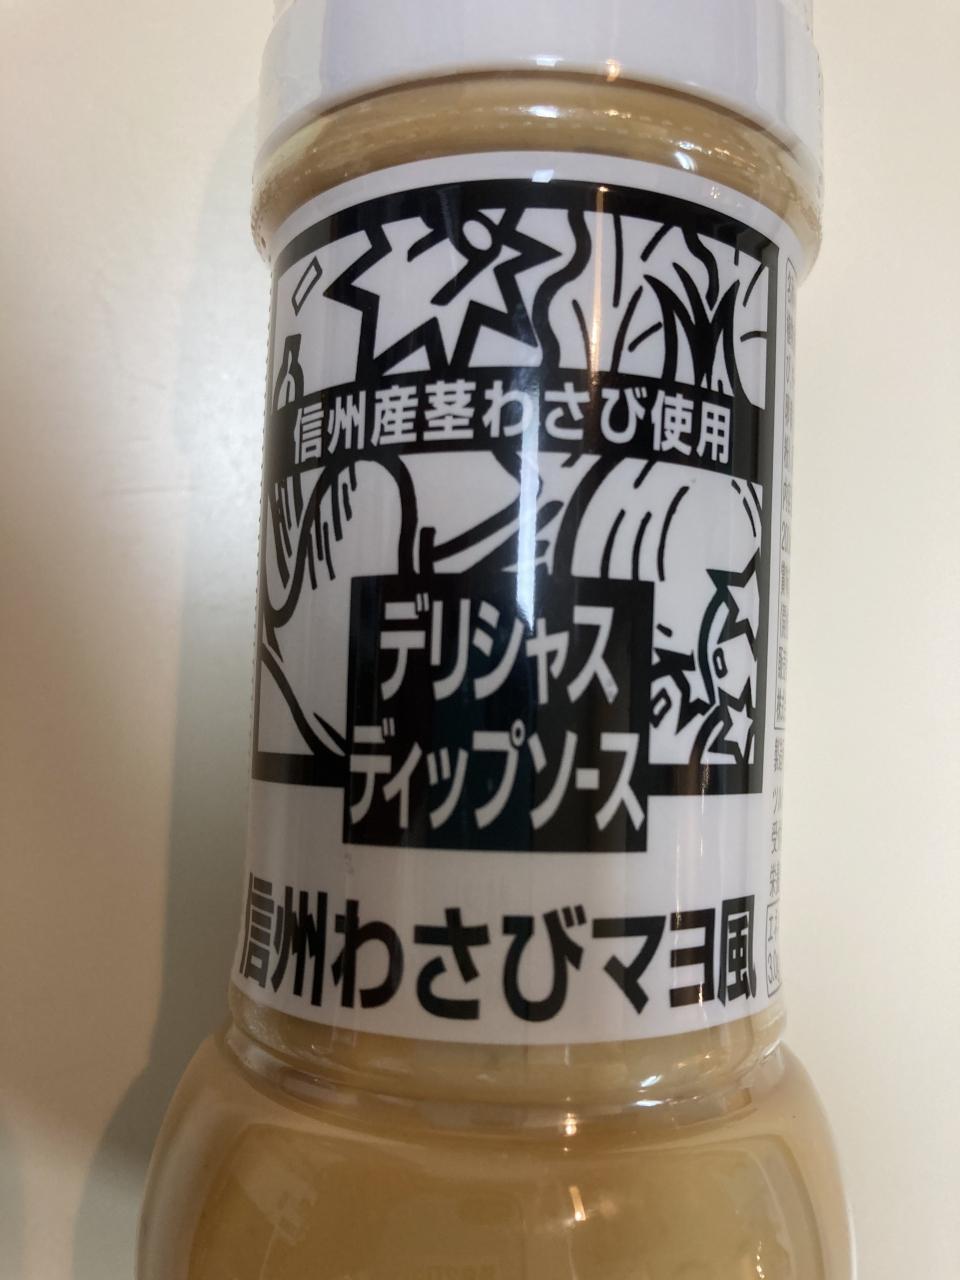 信州産茎わさび使用
デリシャス
ディップソース
信州わさびマヨ風